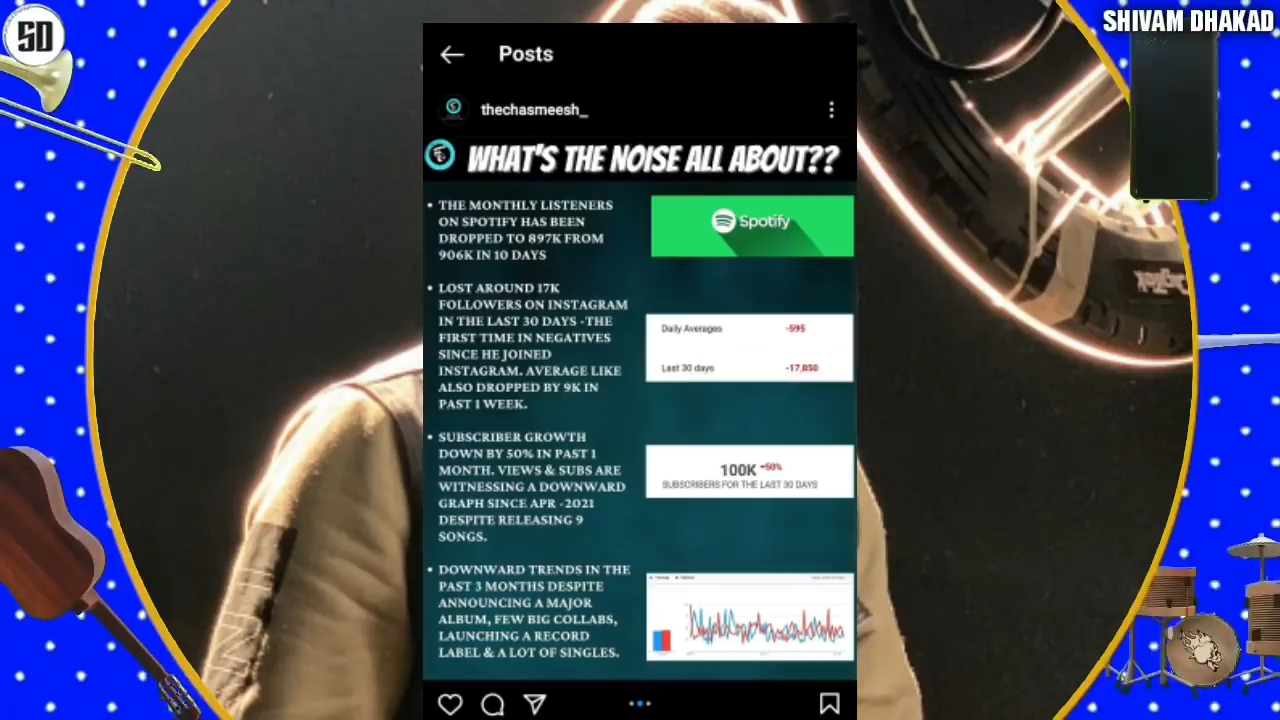 SD
SHIVAM DHAKAD
Posts
thechasmeesh_
WHAT'S THE NOISE ALL ABOUT??
• THE MONTHLY LISTENERS
ON SPOTIFY HAS BEEN
DROPPED TO 897K FROM
906K IN 10 DAYS
Spotify
• LOST AROUND 17K
FOLLOWERS ON INSTAGRAM
IN THE LAST 30 DAYS -THE
FIRST TIME IN NEGATIVES
SINCE HE JOINED
INSTAGRAM. AVERAGE LIKE
ALSO DROPPED BY 9K IN
PAST 1 WEEK.
Daily Averages -595
Last 30 days -17,850
• SUBSCRIBER GROWTH
DOWN BY 50% IN PAST 1
MONTH. VIEWS & SUBS ARE
WITNESSING A DOWNWARD
GRAPH SINCE APR -2021
DESPITE RELEASING 9
SONGS.
100K +50%
SUBSCRIBERS FOR THE LAST 30 DAYS
• DOWNWARD TRENDS IN THE
PAST 3 MONTHS DESPITE
ANNOUNCING A MAJOR
ALBUM, FEW BIG COLLABS,
LAUNCHING A RECORD
LABEL & A LOT OF SINGLES.